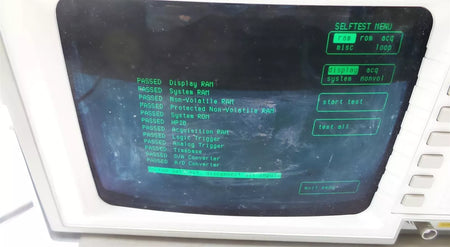 SELFTEST MENU
ram rom acq
misc loop
display acq
system nonvol
start test
test all
PASSED Display RAM
PASSED System RAM
PASSED Non-Volatile RAM
PASSED Protected Non-Volatile RAM
PASSED System ROM
PASSED HPIB
PASSED Acquisition RAM
PASSED Logic Trigger
PASSED Analog Trigger
PASSED Timebase
PASSED D/A Converter
PASSED A/D Converter